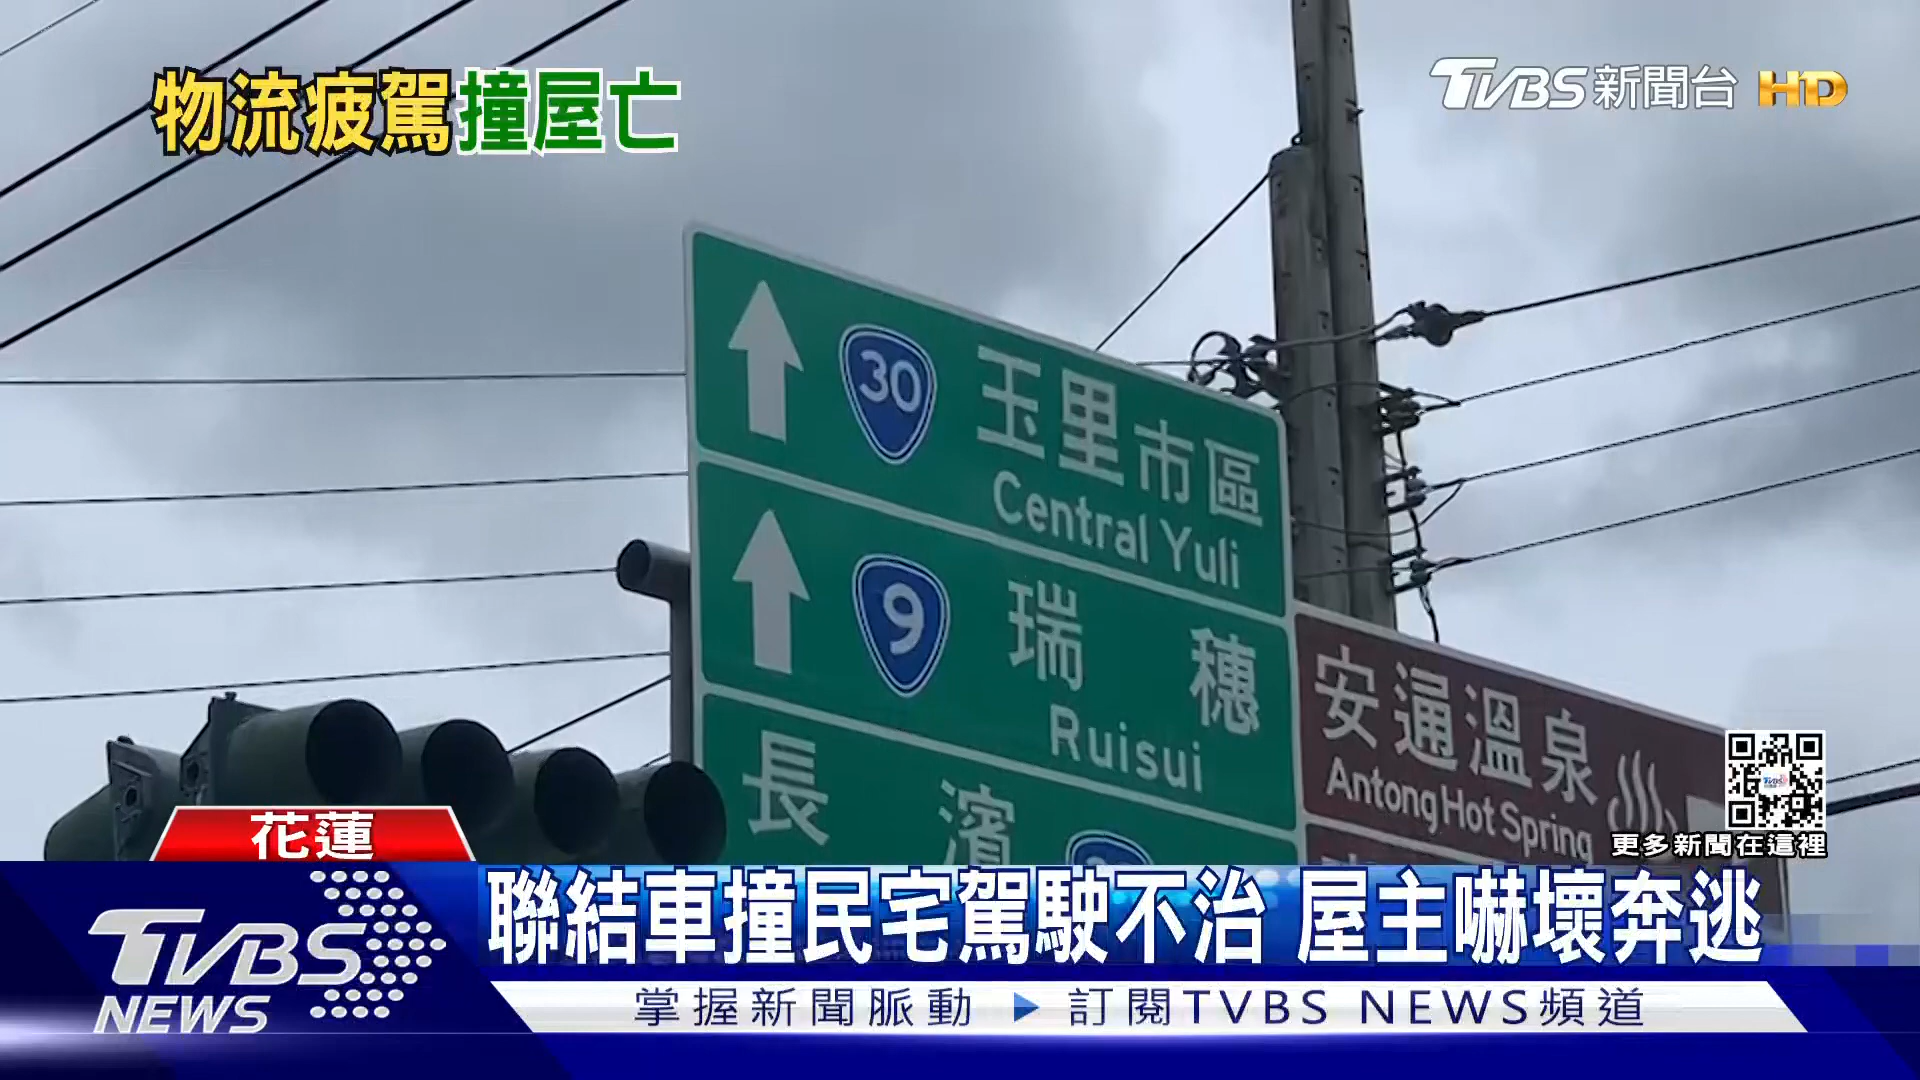 物流疲駕撞屋亡
TVBS新聞台 HD
30 玉里市區
Central Yuli
9 瑞穗
Ruisui
長濱
安通溫泉
Antong Hot Spring
更多新聞在這裡
花蓮
聯結車撞民宅駕駛不治 屋主嚇壞奔逃
TVBS NEWS
掌握新聞脈動 ▶ 訂閱TVBS NEWS頻道